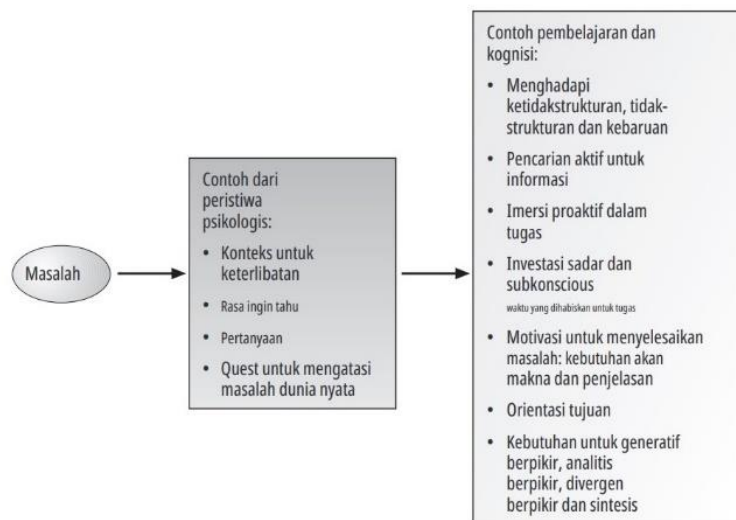 Masalah
Contoh dari
peristiwa
psikologis:
• Konteks untuk
keterlibatan
• Rasa ingin tahu
• Pertanyaan
• Quest untuk mengatasi
masalah dunia nyata
Contoh pembelajaran dan
kognisi:
• Menghadapi
ketidakstrukturan, tidak-
strukturan dan kebaruan
• Pencarian aktif untuk
informasi
• Imersi proaktif dalam
tugas
• Investasi sadar dan
subkonscious
waktu yang dihabiskan untuk tugas
• Motivasi untuk menyelesaikan
masalah: kebutuhan akan
makna dan penjelasan
• Orientasi tujuan
• Kebutuhan untuk generatif
berpikir, analitis
berpikir, divergen
berpikir dan sintesis